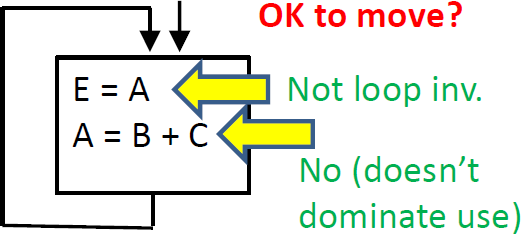 OK to move?
E = A
Not loop inv.
A = B + C
No (doesn’t
dominate use)